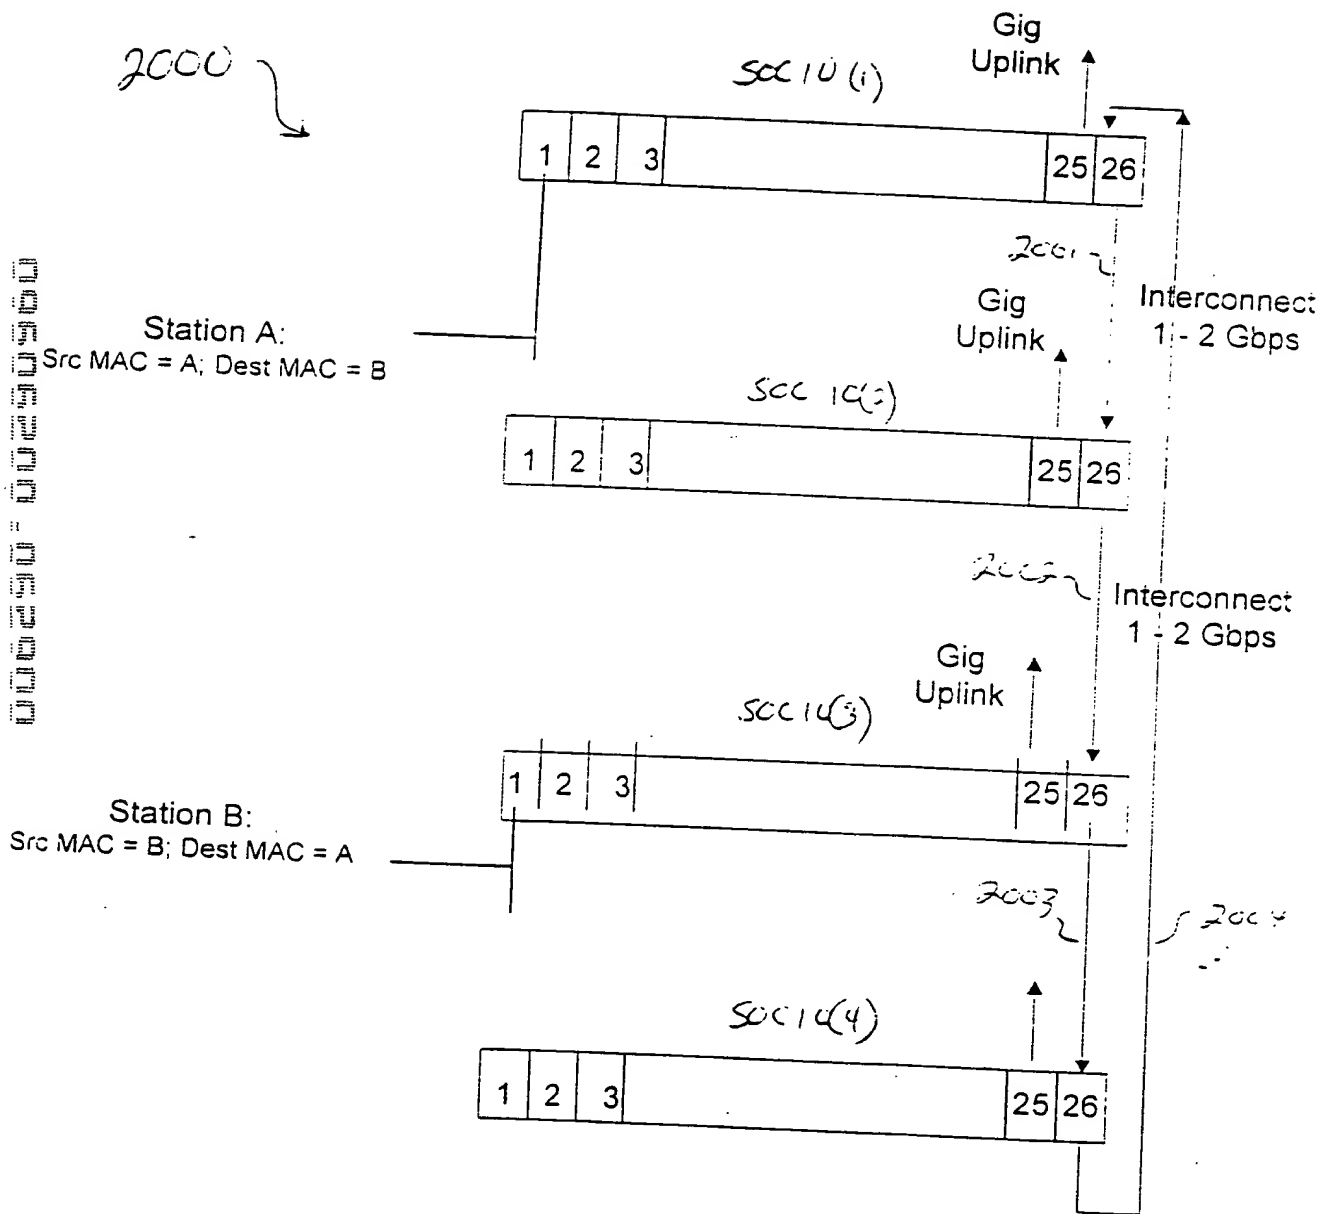 2000
SOC 10 (1)
Gig
Uplink
1 2 3 25 26
2001
Interconnect
1 - 2 Gbps
Station A:
Src MAC = A; Dest MAC = B
Gig
Uplink
SOC 10(2)
1 2 3 25 26
2002
Interconnect
1 - 2 Gbps
Gig
Uplink
SOC 10(3)
1 2 3 25 26
Station B:
Src MAC = B; Dest MAC = A
2003
2004
SOC 10(4)
1 2 3 25 26